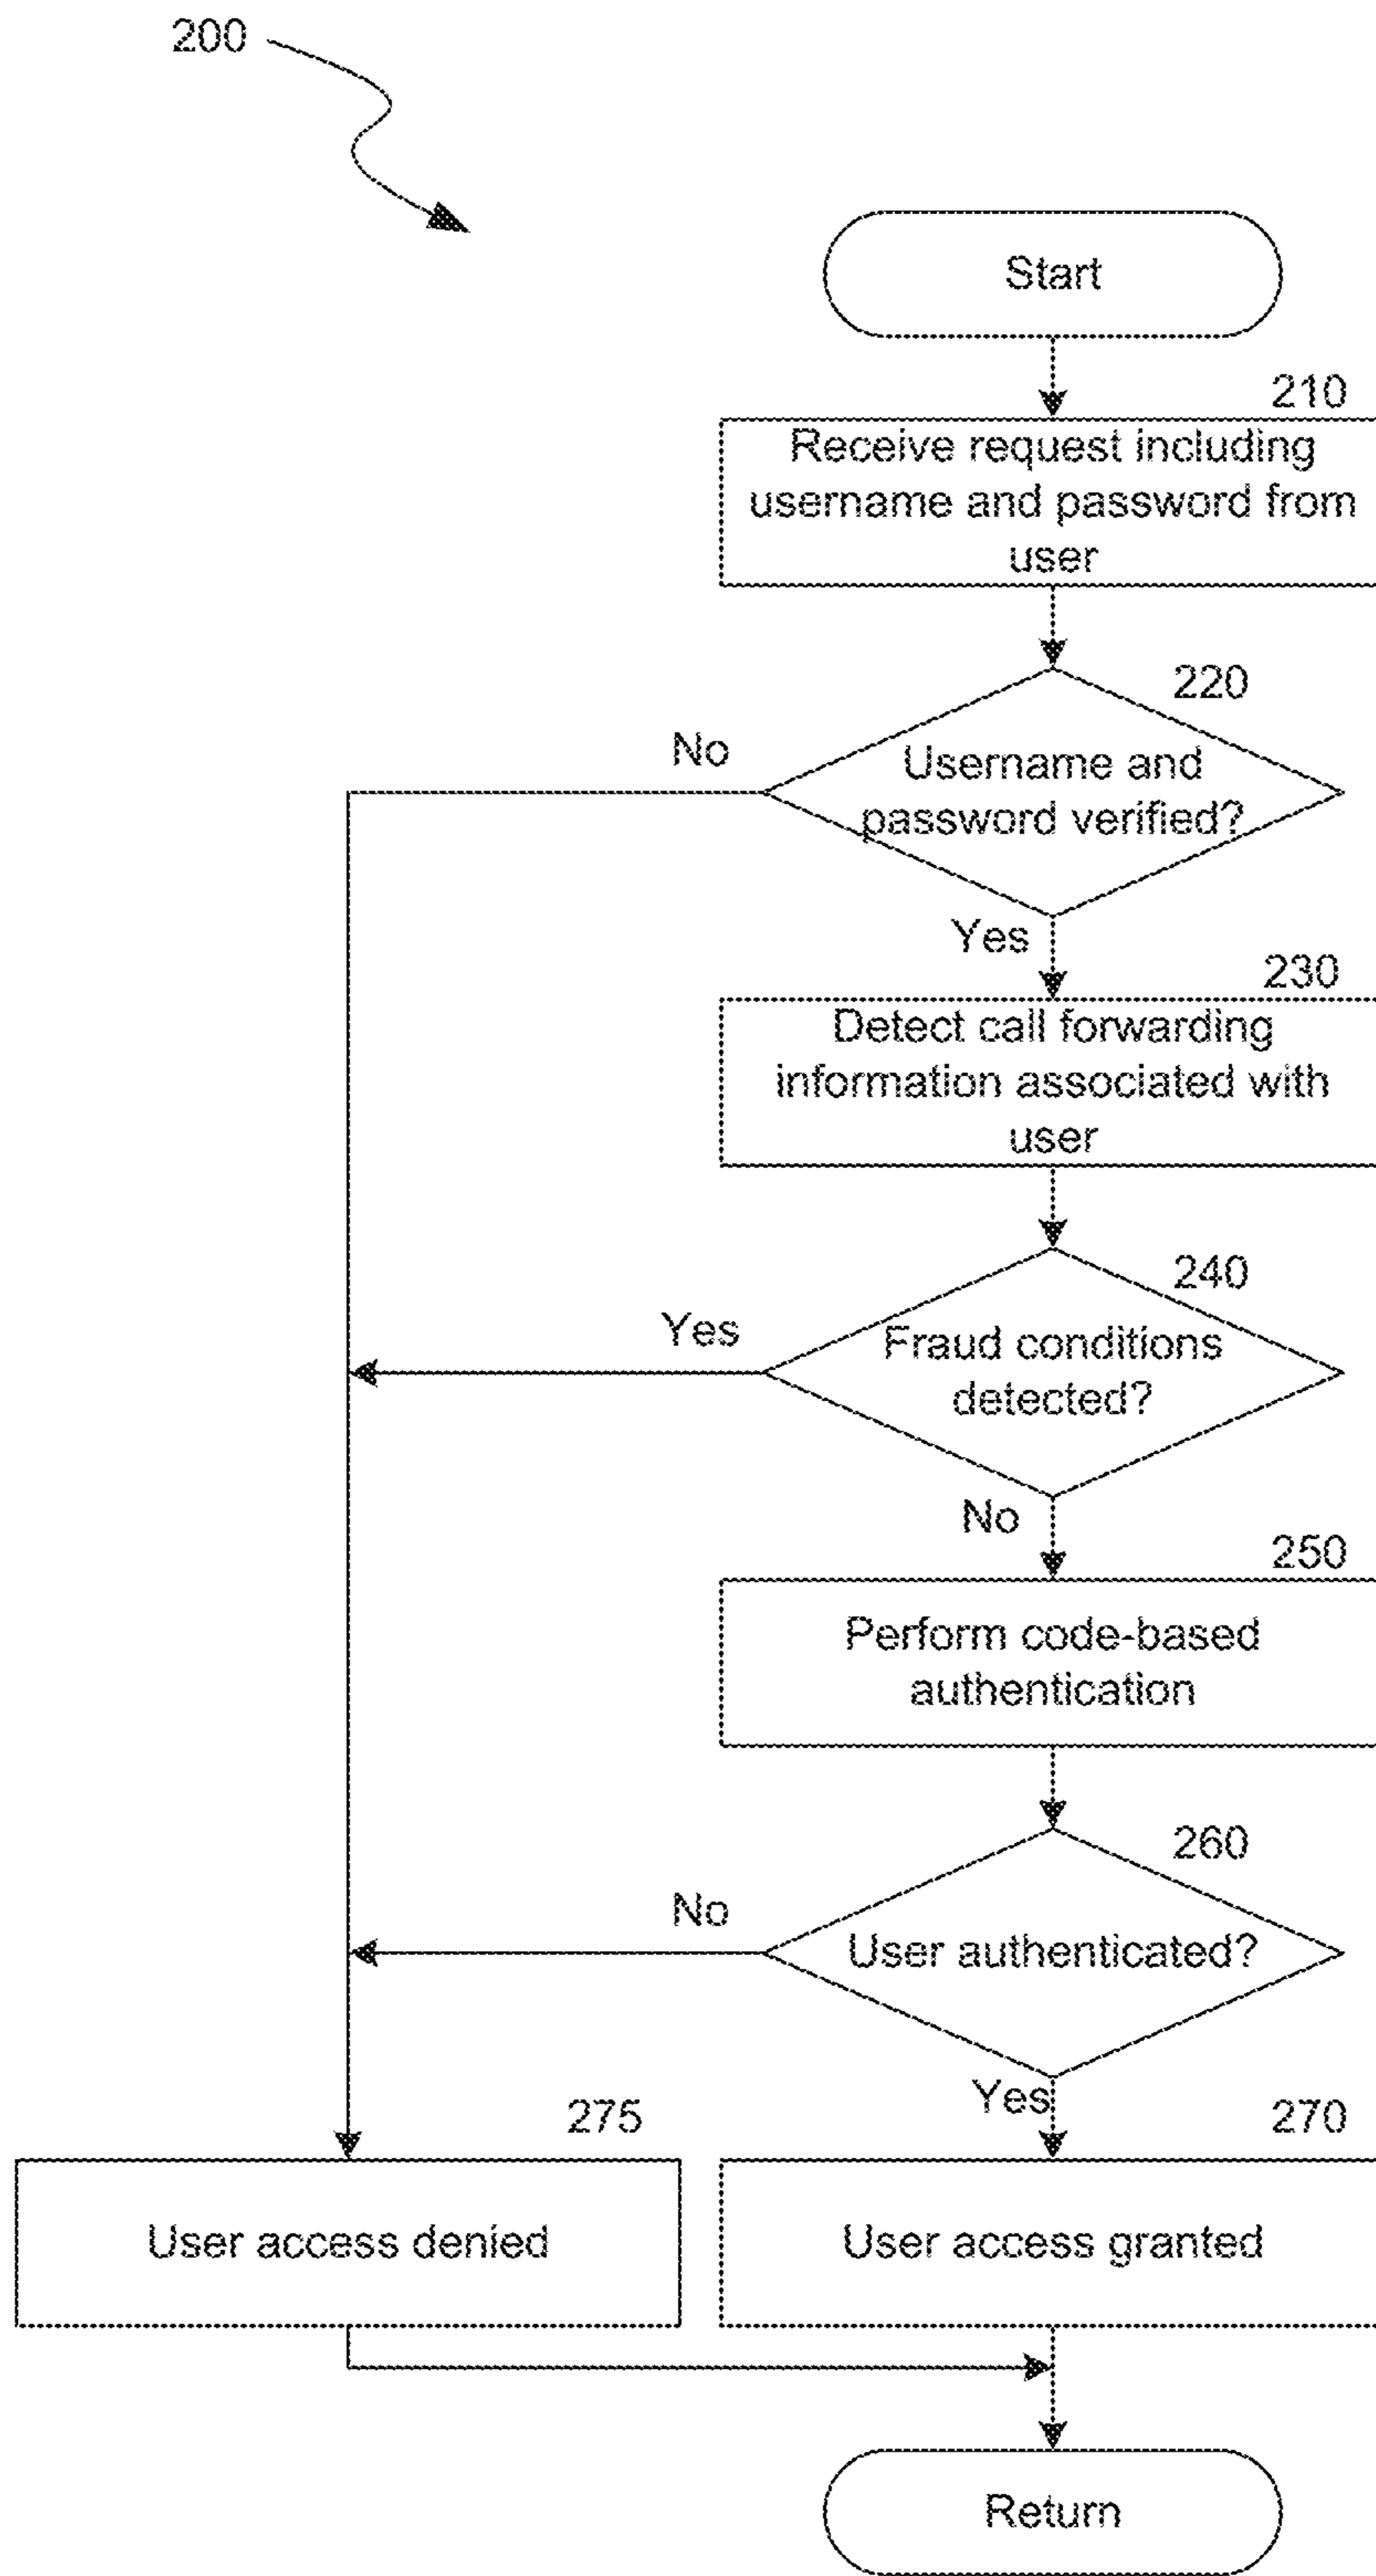 200
Start
210
Receive request including
username and password from
user
220
No
Username and
password verified?
Yes
230
Detect call forwarding
information associated with
user
240
Yes
Fraud conditions
detected?
No
250
Perform code-based
authentication
260
No
User authenticated?
Yes
275
270
User access denied
User access granted
Return